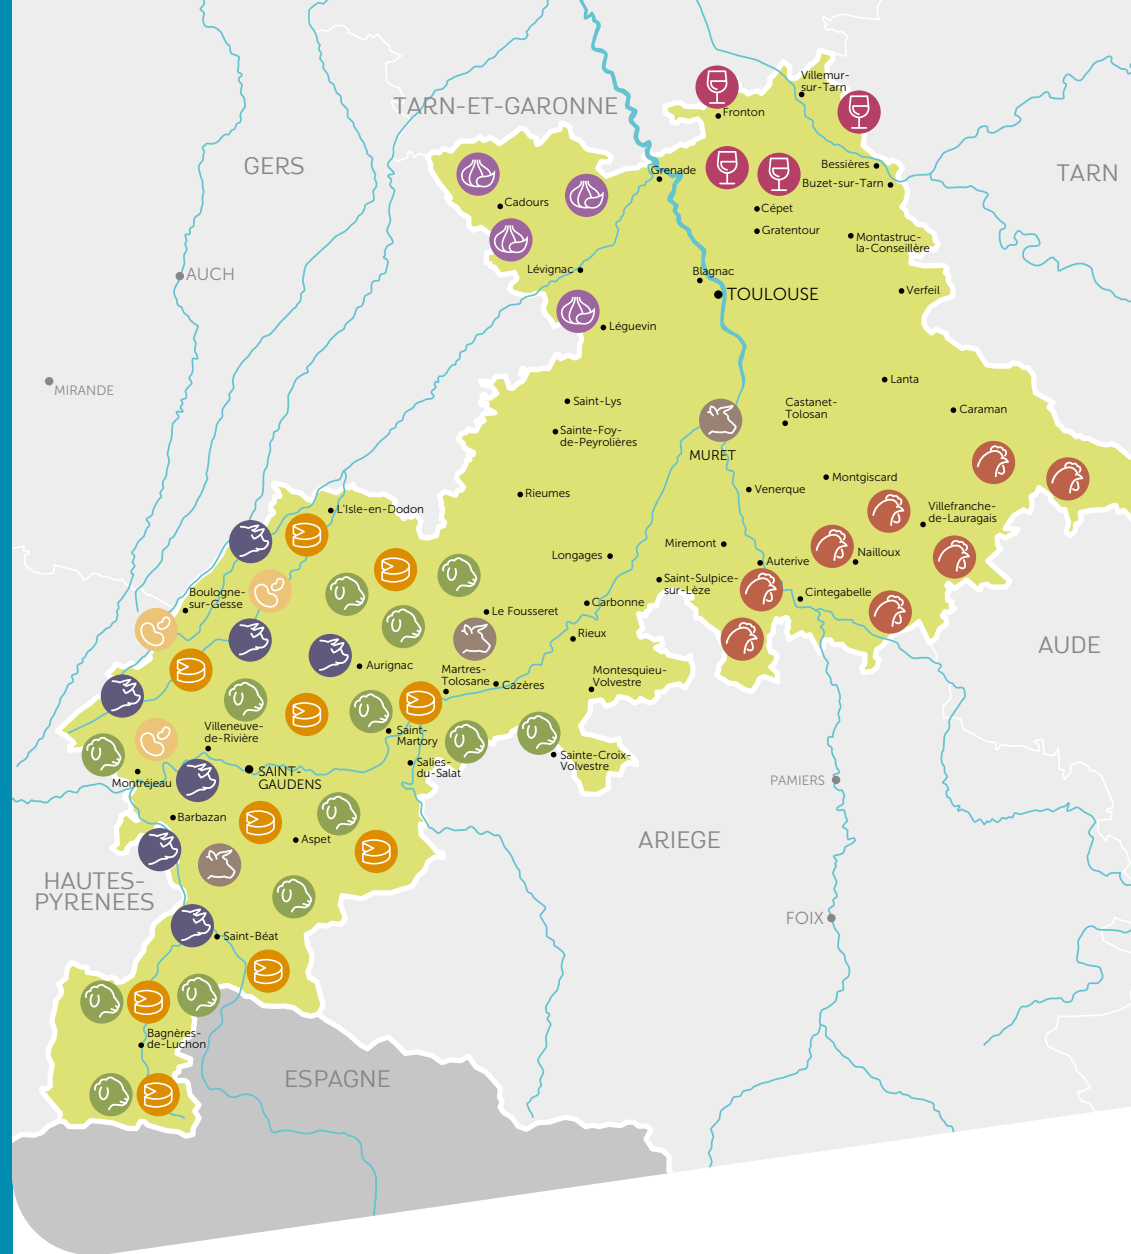 Villemur-
sur-Tarn
TARN-ET-GARONNE
Fronton
GERS
Bessières
TARN
Grenade
Buzet-sur-Tarn
Cadours
Cépet
Gratentour
Montastruc-
la-Conseillère
Lévignac
Blagnac
AUCH
TOULOUSE
Verfeil
Léguevin
MIRANDE
Lanta
Saint-Lys
Castanet-
Tolosan
Caraman
Sainte-Foy-
de-Peyrolières
MURET
Montgiscard
Venerque
Rieumes
L'Isle-en-Dodon
Villefranche-
de-Lauragais
Miremont
Longages
Nailloux
Auterive
Saint-Sulpice-
sur-Lèze
Boulogne-
sur-Gesse
Cintegabelle
Carbonne
Le Fousseret
Rieux
AUDE
Aurignac
Martres-
Tolosane
Cazères
Montesquieu-
Volvestre
Villeneuve-
de-Rivière
Saint-
Martory
Sainte-Croix-
Volvestre
Salies-
du-Salat
SAINT-
GAUDENS
Montréjeau
PAMIERS
Barbazan
Aspet
ARIEGE
HAUTES-
PYRENEES
FOIX
Saint-Béat
Bagnères-
de-Luchon
ESPAGNE